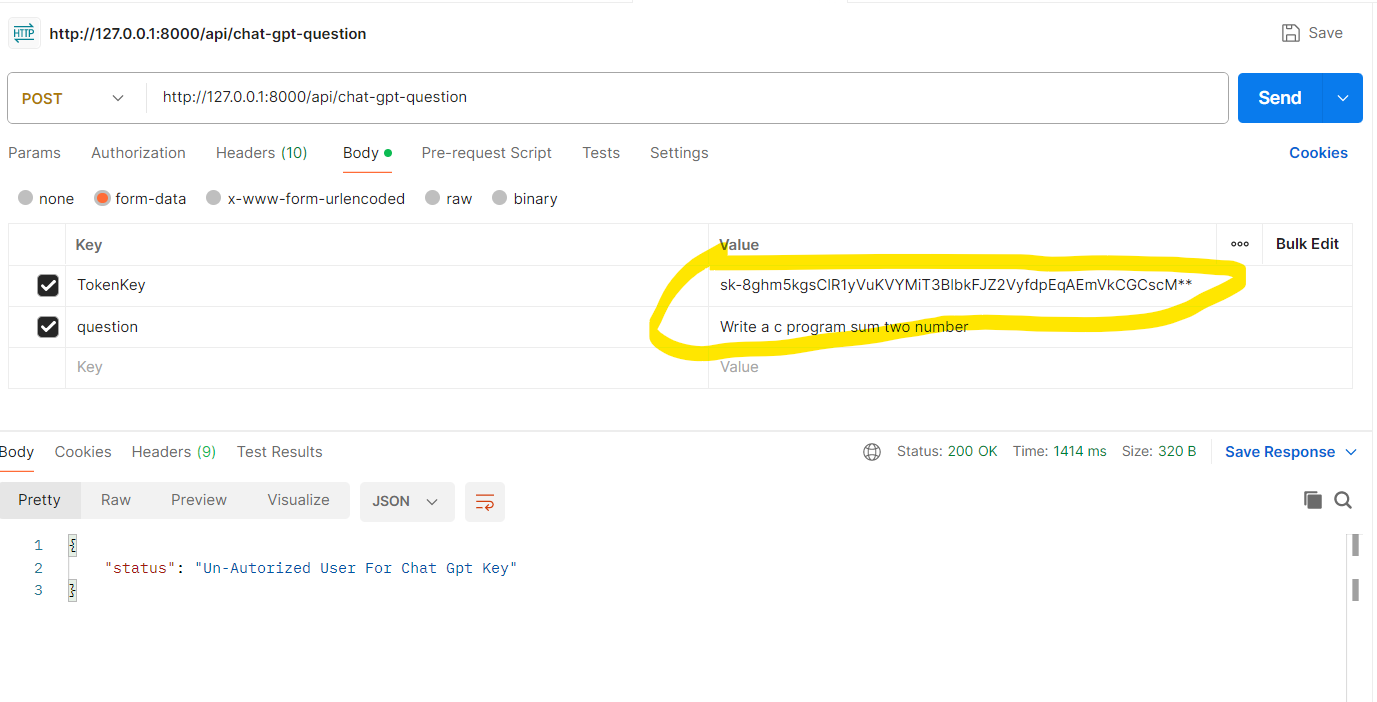 HTTP http://127.0.0.1:8000/api/chat-gpt-question Save
POST http://127.0.0.1:8000/api/chat-gpt-question Send
Params Authorization Headers (10) Body Pre-request Script Tests Settings Cookies
none form-data x-www-form-urlencoded raw binary
Key Value Bulk Edit
TokenKey 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**
question Write a c program sum two number
Key Value
Body Cookies Headers (9) Test Results Status: 200 OK Time: 1414 ms Size: 320 B Save Response
Pretty Raw Preview Visualize JSON
1 {
2 "status": "Un-Autorized User For Chat Gpt Key"
3 }